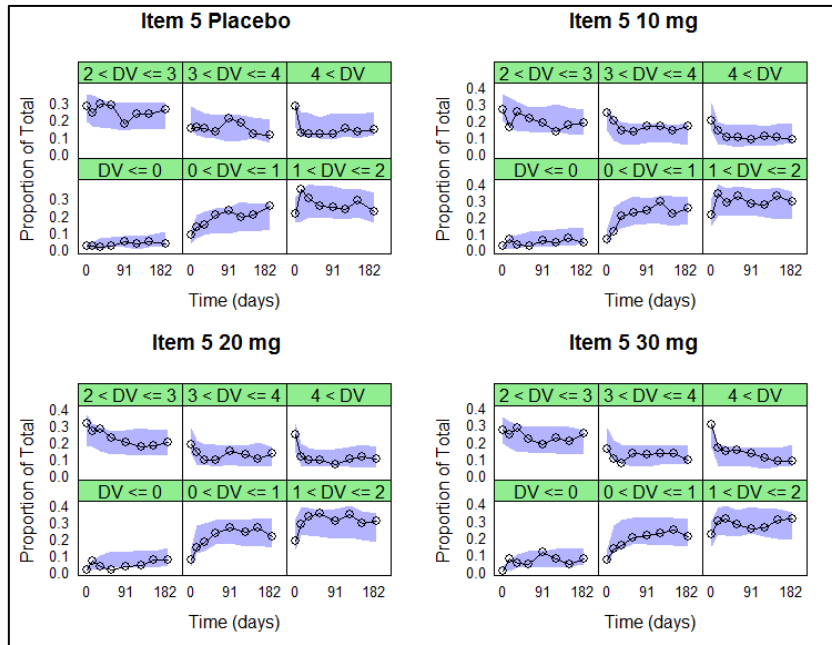 Item 5 Placebo
2 < DV <= 3 3 < DV <= 4 4 < DV
0.3
0.2
0.1
0.0
DV <= 0 0 < DV <= 1 1 < DV <= 2
0.3
0.2
0.1
0.0
Proportion of Total
0 91 182 0 91 182 0 91 182
Time (days)
Item 5 10 mg
2 < DV <= 3 3 < DV <= 4 4 < DV
0.4
0.3
0.2
0.1
0.0
DV <= 0 0 < DV <= 1 1 < DV <= 2
0.4
0.3
0.2
0.1
0.0
Proportion of Total
0 91 182 0 91 182 0 91 182
Time (days)
Item 5 20 mg
2 < DV <= 3 3 < DV <= 4 4 < DV
0.4
0.3
0.2
0.1
0.0
DV <= 0 0 < DV <= 1 1 < DV <= 2
0.4
0.3
0.2
0.1
0.0
Proportion of Total
0 91 182 0 91 182 0 91 182
Time (days)
Item 5 30 mg
2 < DV <= 3 3 < DV <= 4 4 < DV
0.4
0.3
0.2
0.1
0.0
DV <= 0 0 < DV <= 1 1 < DV <= 2
0.4
0.3
0.2
0.1
0.0
Proportion of Total
0 91 182 0 91 182 0 91 182
Time (days)